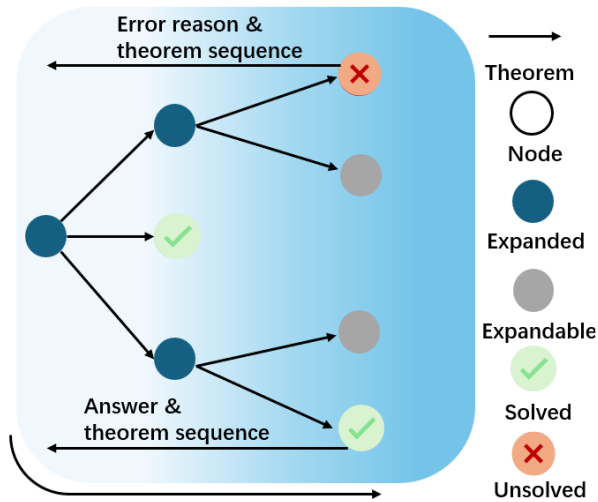 Error reason &
theorem sequence
Answer &
theorem sequence
Theorem
Node
Expanded
Expandable
Solved
Unsolved